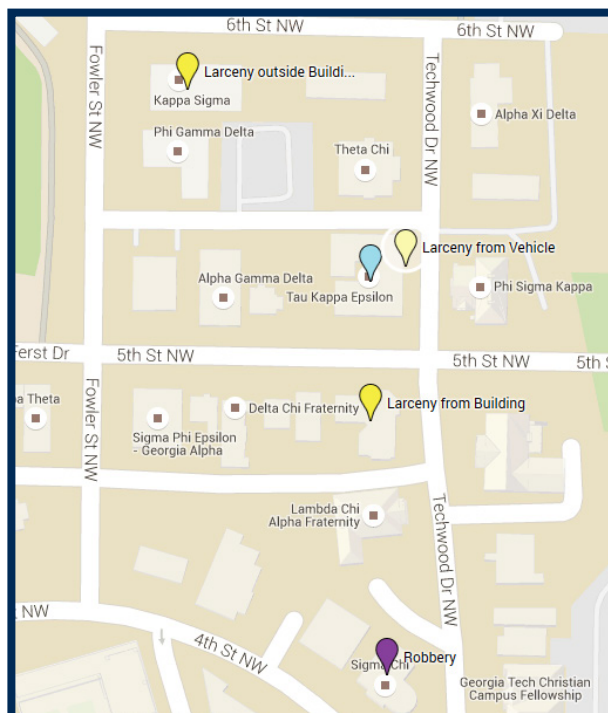 6th St NW
6th St NW
Fowler St NW
Larceny outside Buildi...
Kappa Sigma
Techwood Dr NW
Alpha Xi Delta
Phi Gamma Delta
Theta Chi
Larceny from Vehicle
Alpha Gamma Delta
Tau Kappa Epsilon
Phi Sigma Kappa
Ferst Dr
5th St NW
5th St NW
5th St
Fowler St NW
pa Theta
Delta Chi Fraternity
Larceny from Building
Sigma Phi Epsilon
- Georgia Alpha
Lambda Chi
Alpha Fraternity
Techwood Dr NW
t NW
4th St NW
Robbery
Sigma Chi
Georgia Tech Christian
Campus Fellowship